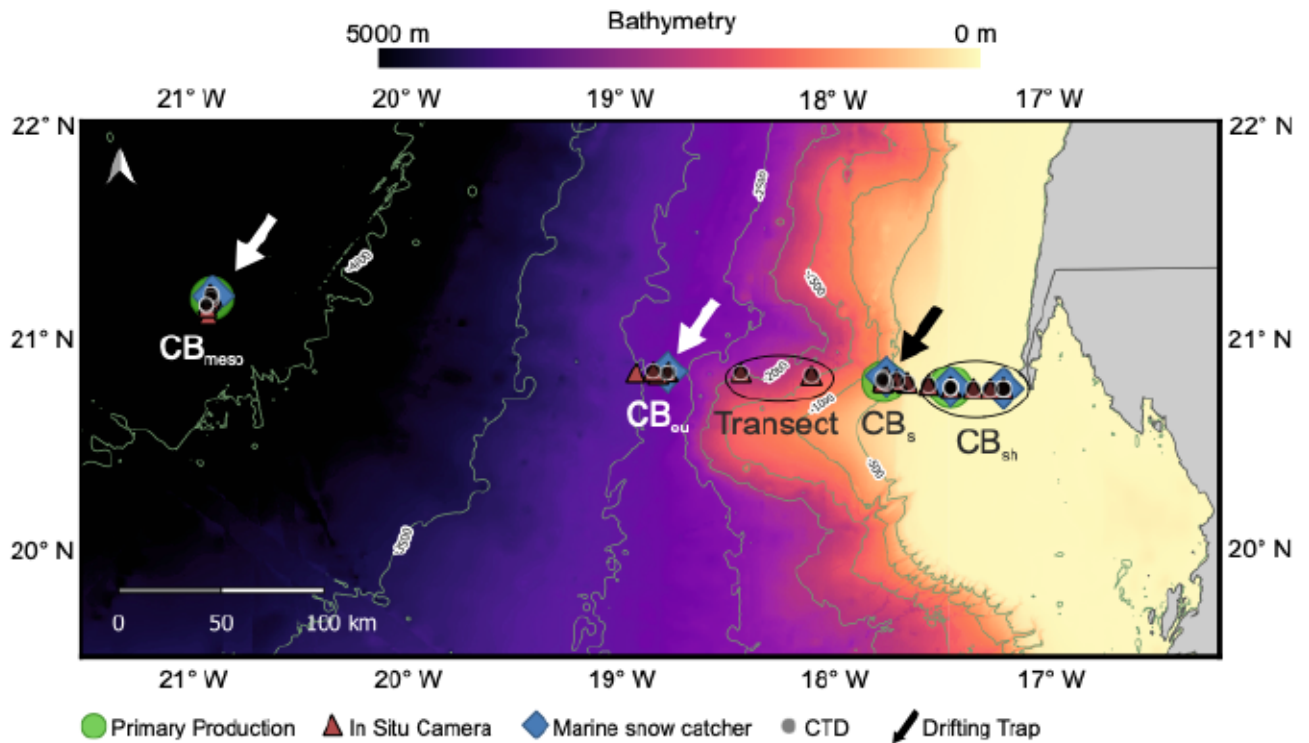 Bathymetry
5000 m 0 m
21° W 20° W 19° W 18° W 17° W
22° N 22° N
-2500
-4000
-1500
21° N 21° N
CBmeso
-2000
-1000
CBou Transect CBs CBsh
-500
-3500
20° N 20° N
0 50 100 km
21° W 20° W 19° W 18° W 17° W
Primary Production In Situ Camera Marine snow catcher CTD Drifting Trap